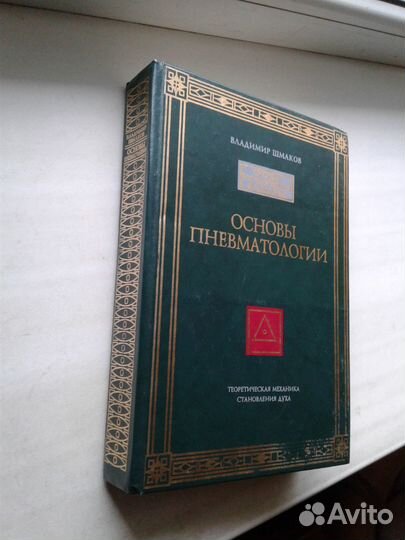 ВЛАДИМИР ШМАКОВ
ОСНОВЫ
ПНЕВМАТОЛОГИИ
ТЕОРЕТИЧЕСКАЯ МЕХАНИКА
СТАНОВЛЕНИЯ ДУХА
Avito